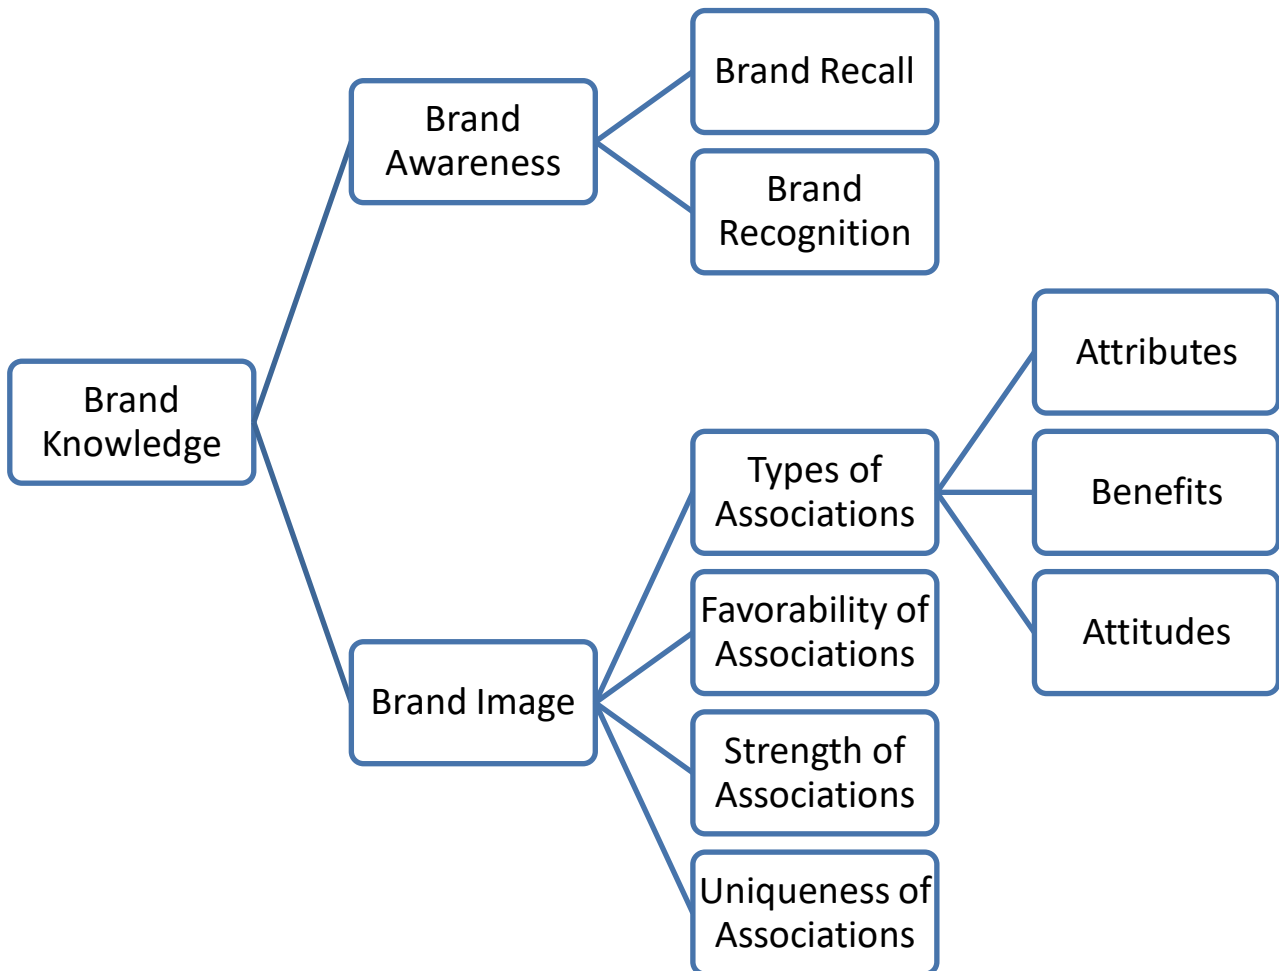 Brand Recall
Brand
Awareness
Brand
Recognition
Attributes
Brand
Knowledge
Types of
Associations
Benefits
Favorability of
Associations
Attitudes
Brand Image
Strength of
Associations
Uniqueness of
Associations